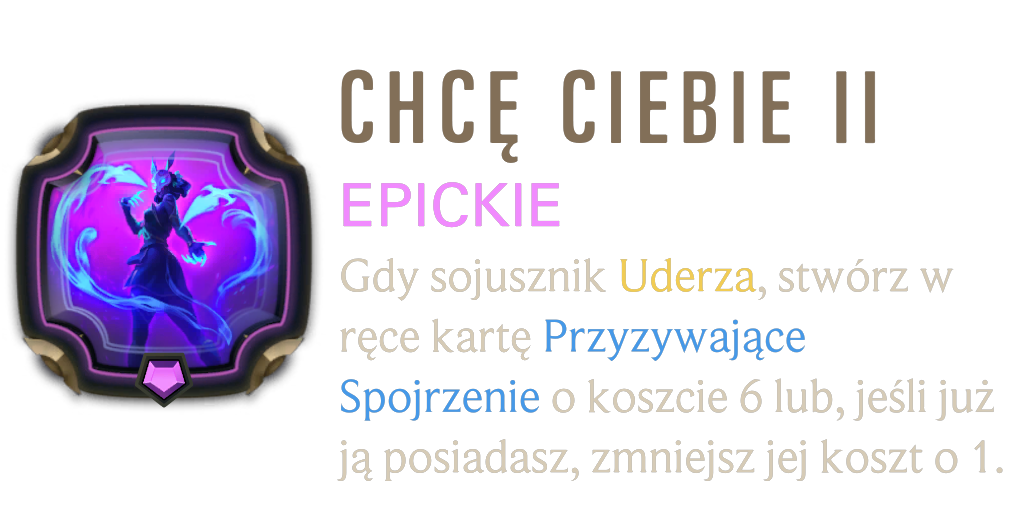 CHCĘ CIEBIE II
EPICKIE
Gdy sojusznik Uderza, stwórz w
ręce kartę Przyzywające
Spojrzenie o koszcie 6 lub, jeśli już
ją posiadasz, zmniejsz jej koszt o 1.